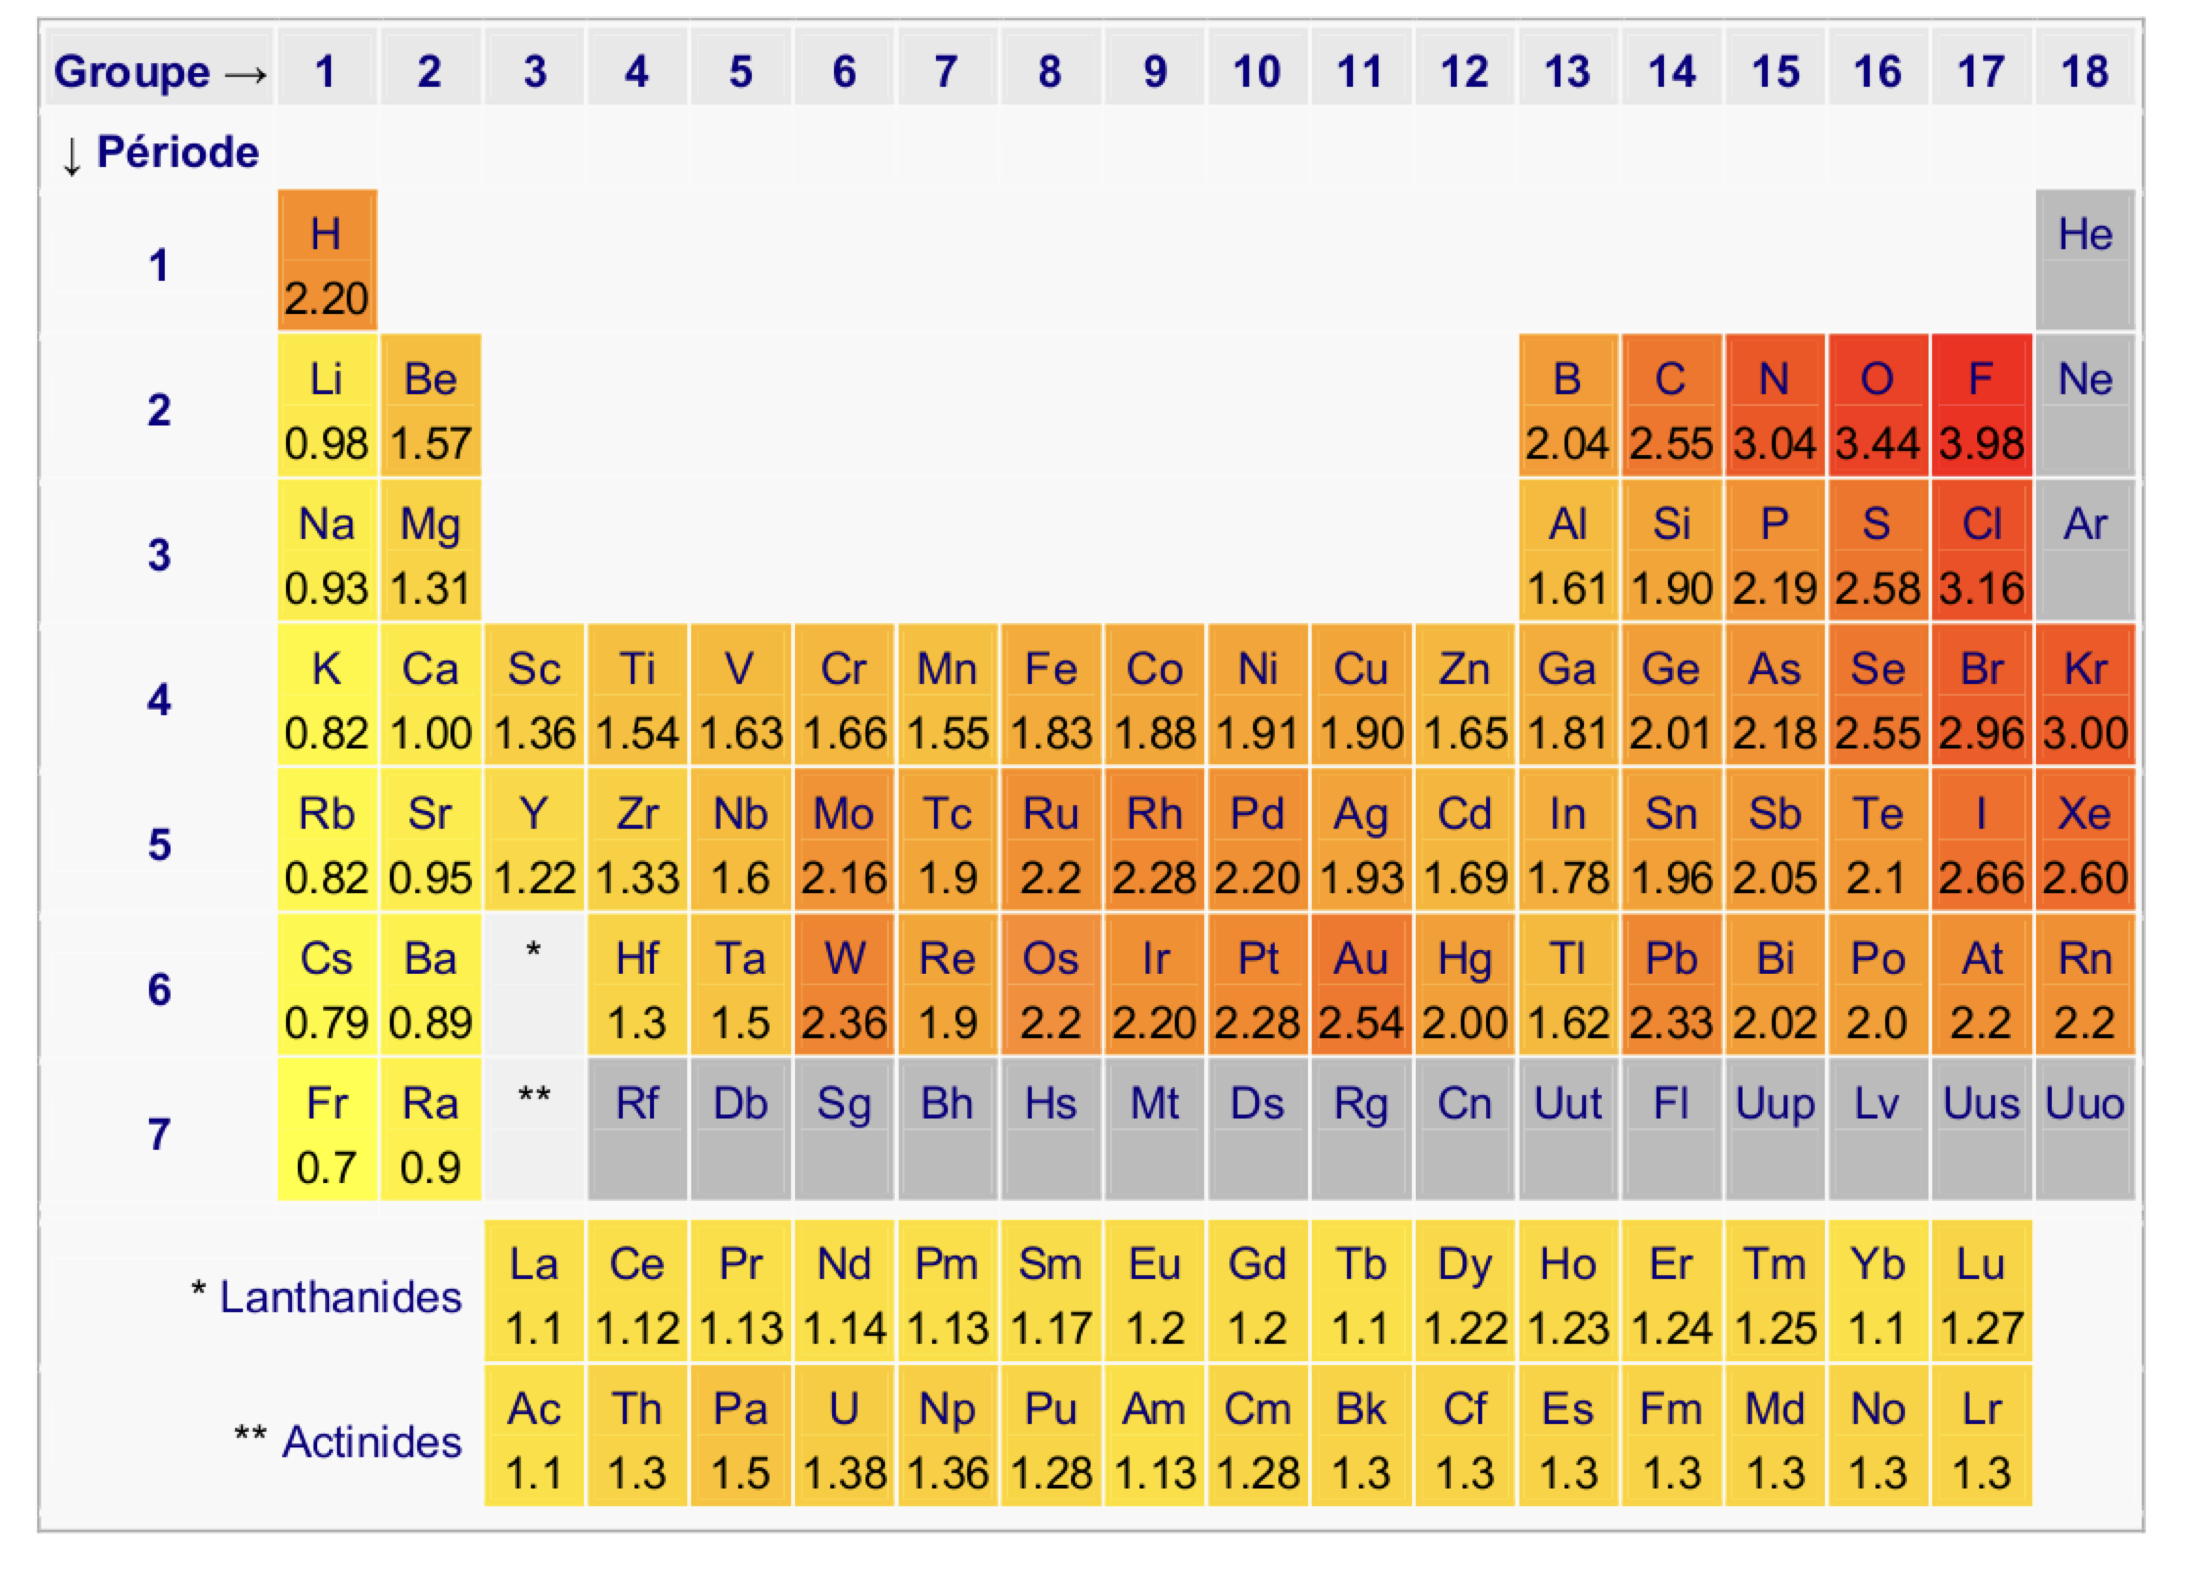 Groupe → 1 2 3 4 5 6 7 8 9 10 11 12 13 14 15 16 17 18
↓ Période
H He
1
2.20
Li Be B C N O F Ne
2
0.98 1.57 2.04 2.55 3.04 3.44 3.98
Na Mg Al Si P S Cl Ar
3
0.93 1.31 1.61 1.90 2.19 2.58 3.16
K Ca Sc Ti V Cr Mn Fe Co Ni Cu Zn Ga Ge As Se Br Kr
4
0.82 1.00 1.36 1.54 1.63 1.66 1.55 1.83 1.88 1.91 1.90 1.65 1.81 2.01 2.18 2.55 2.96 3.00
Rb Sr Y Zr Nb Mo Tc Ru Rh Pd Ag Cd In Sn Sb Te I Xe
5
0.82 0.95 1.22 1.33 1.6 2.16 1.9 2.2 2.28 2.20 1.93 1.69 1.78 1.96 2.05 2.1 2.66 2.60
Cs Ba * Hf Ta W Re Os Ir Pt Au Hg Tl Pb Bi Po At Rn
6
0.79 0.89 1.3 1.5 2.36 1.9 2.2 2.20 2.28 2.54 2.00 1.62 2.33 2.02 2.0 2.2 2.2
Fr Ra ** Rf Db Sg Bh Hs Mt Ds Rg Cn Uut Fl Uup Lv Uus Uuo
7
0.7 0.9
La Ce Pr Nd Pm Sm Eu Gd Tb Dy Ho Er Tm Yb Lu
* Lanthanides
1.1 1.12 1.13 1.14 1.13 1.17 1.2 1.2 1.1 1.22 1.23 1.24 1.25 1.1 1.27
Ac Th Pa U Np Pu Am Cm Bk Cf Es Fm Md No Lr
** Actinides
1.1 1.3 1.5 1.38 1.36 1.28 1.13 1.28 1.3 1.3 1.3 1.3 1.3 1.3 1.3